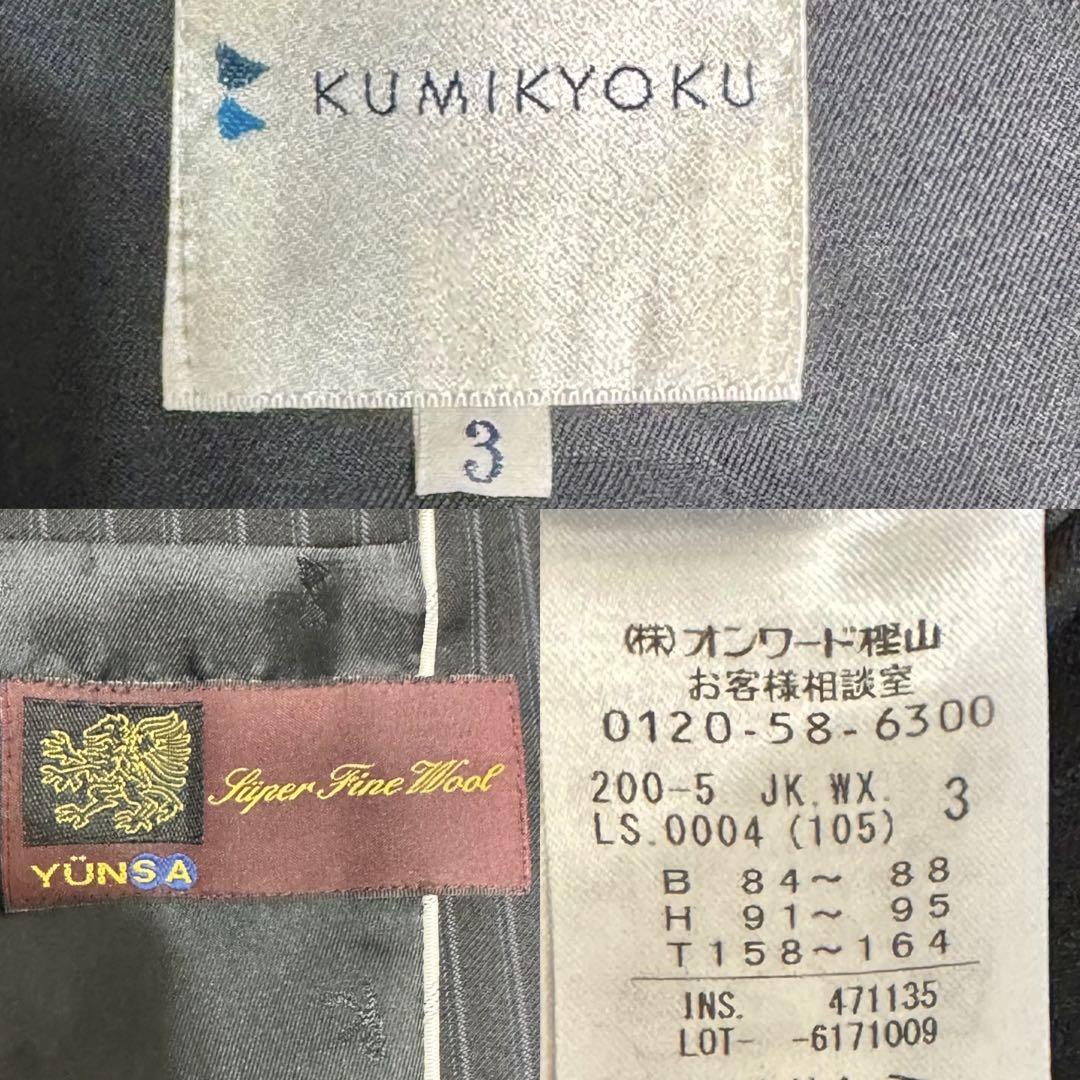 KUMIKYOKU
3
Süper Fine Wool
YÜNSA
(株)オンワード樫山
お客様相談室
0120-58-6300
200-5 JK.WX. 3
LS.0004 (105)
B 84〜 88
H 91〜 95
T158〜164
INS. 471135
LOT- -6171009